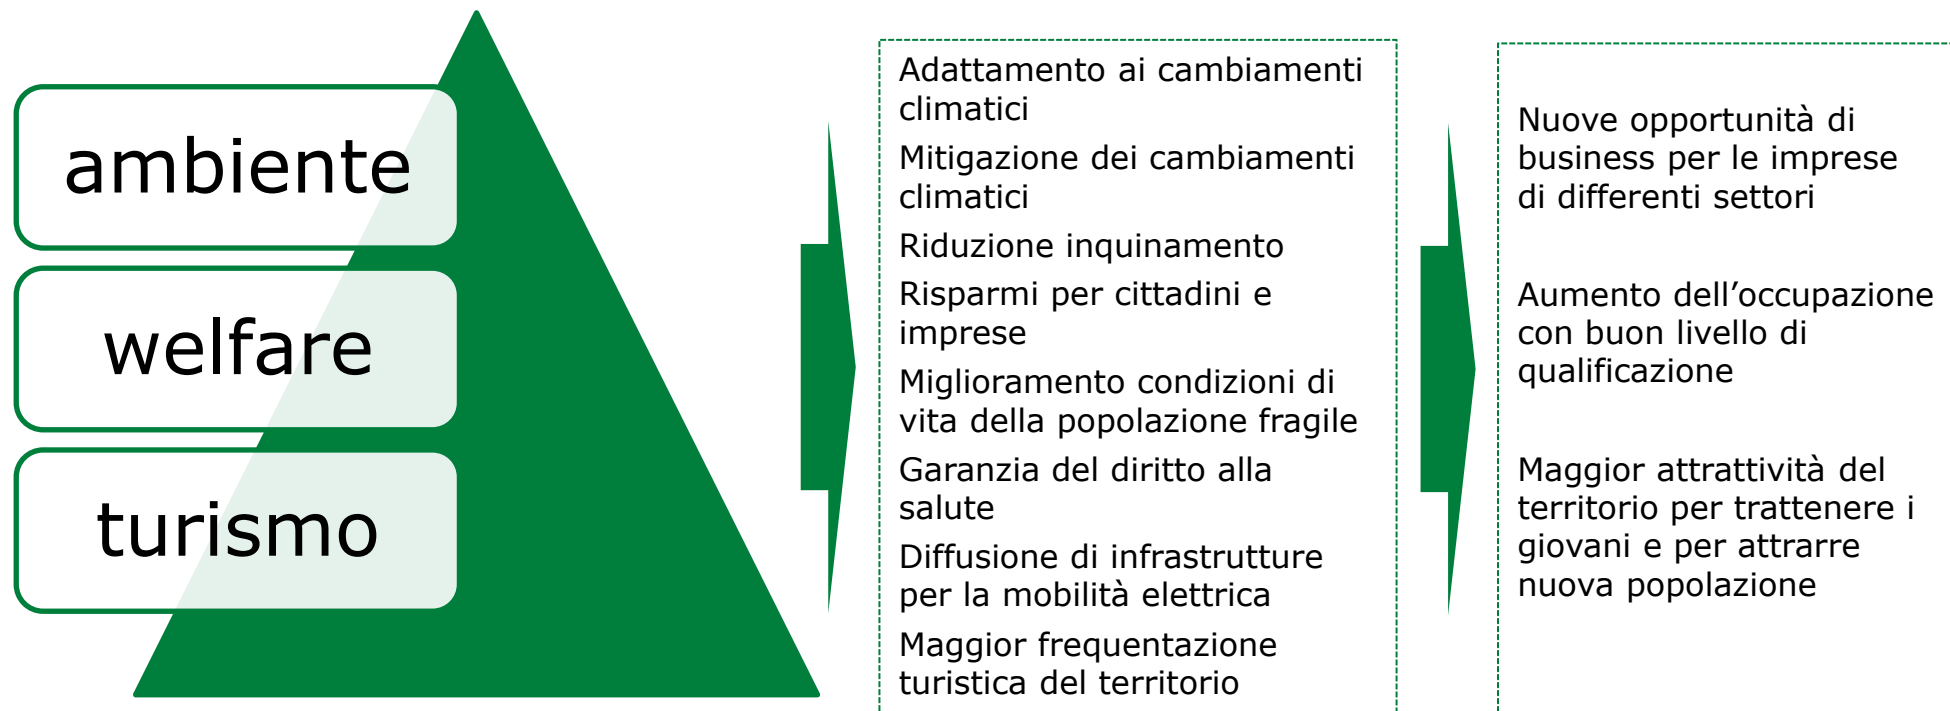 ambiente
welfare
turismo
Adattamento ai cambiamenti
climatici
Mitigazione dei cambiamenti
climatici
Riduzione inquinamento
Risparmi per cittadini e
imprese
Miglioramento condizioni di
vita della popolazione fragile
Garanzia del diritto alla
salute
Diffusione di infrastrutture
per la mobilità elettrica
Maggior frequentazione
turistica del territorio
Nuove opportunità di
business per le imprese
di differenti settori
Aumento dell’occupazione
con buon livello di
qualificazione
Maggior attrattività del
territorio per trattenere i
giovani e per attrarre
nuova popolazione